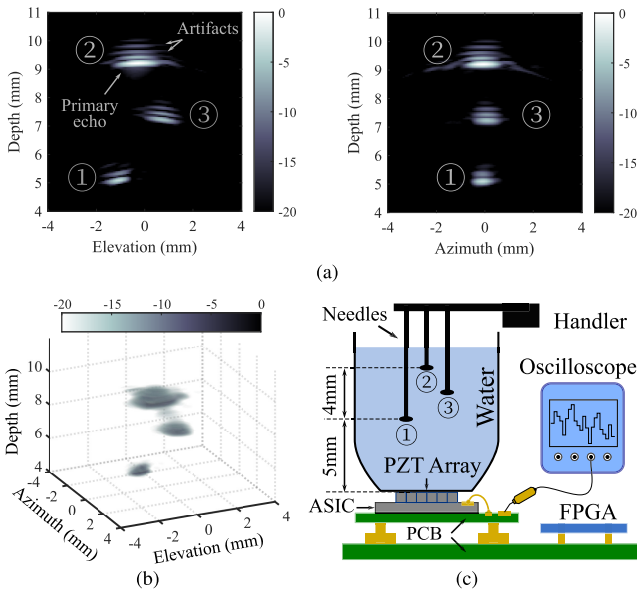 11
10
9
8
7
6
5
4
Depth (mm)
②
Artifacts
Primary
echo
③
①
-4 -2 0 2 4
Elevation (mm)
0
-5
-10
-15
-20
11
10
9
8
7
6
5
4
Depth (mm)
②
③
①
-4 -2 0 2 4
Azimuth (mm)
0
-5
-10
-15
-20
(a)
-20 -15 -10 -5 0
10
8
6
4
Depth (mm)
-4
-2
0
2
4
Azimuth (mm)
-4 -2 0 2 4
Elevation (mm)
(b)
Needles
Handler
Oscilloscope
②
③
①
4mm
5mm
Water
PZT Array
ASIC
PCB
FPGA
(c)